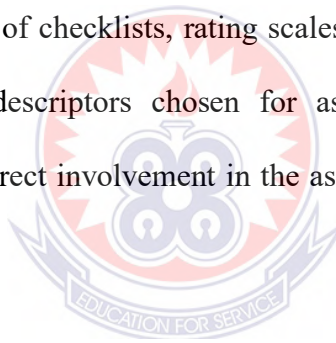 of checklists, rating scales
descriptors chosen for as
rect involvement in the as
EDUCATION FOR SERVICE